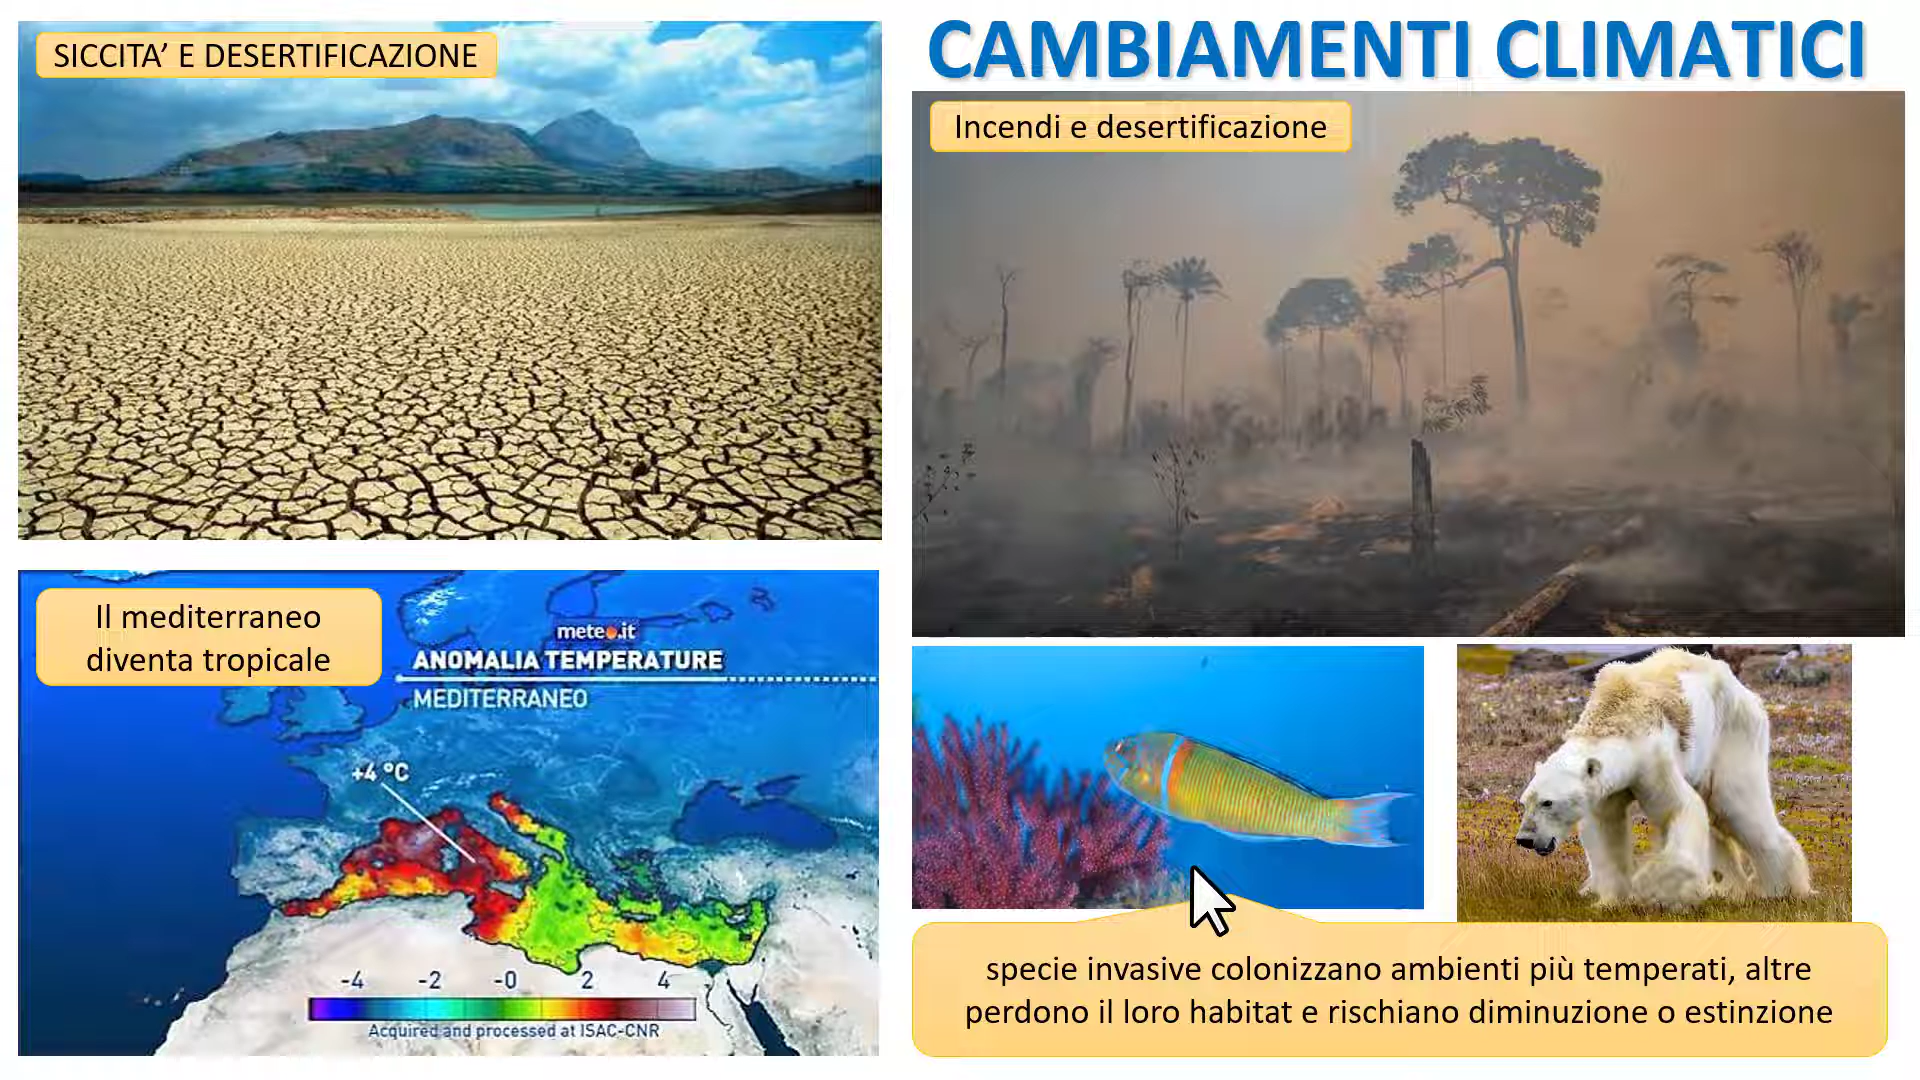 CAMBIAMENTI CLIMATICI
SICCITA’ E DESERTIFICAZIONE
Incendi e desertificazione
Il mediterraneo
diventa tropicale
meteo.it
ANOMALIA TEMPERATURE
MEDITERRANEO
+4 °C
-4 -2 -0 2 4
Acquired and processed at ISAC-CNR
specie invasive colonizzano ambienti più temperati, altre
perdono il loro habitat e rischiano diminuzione o estinzione